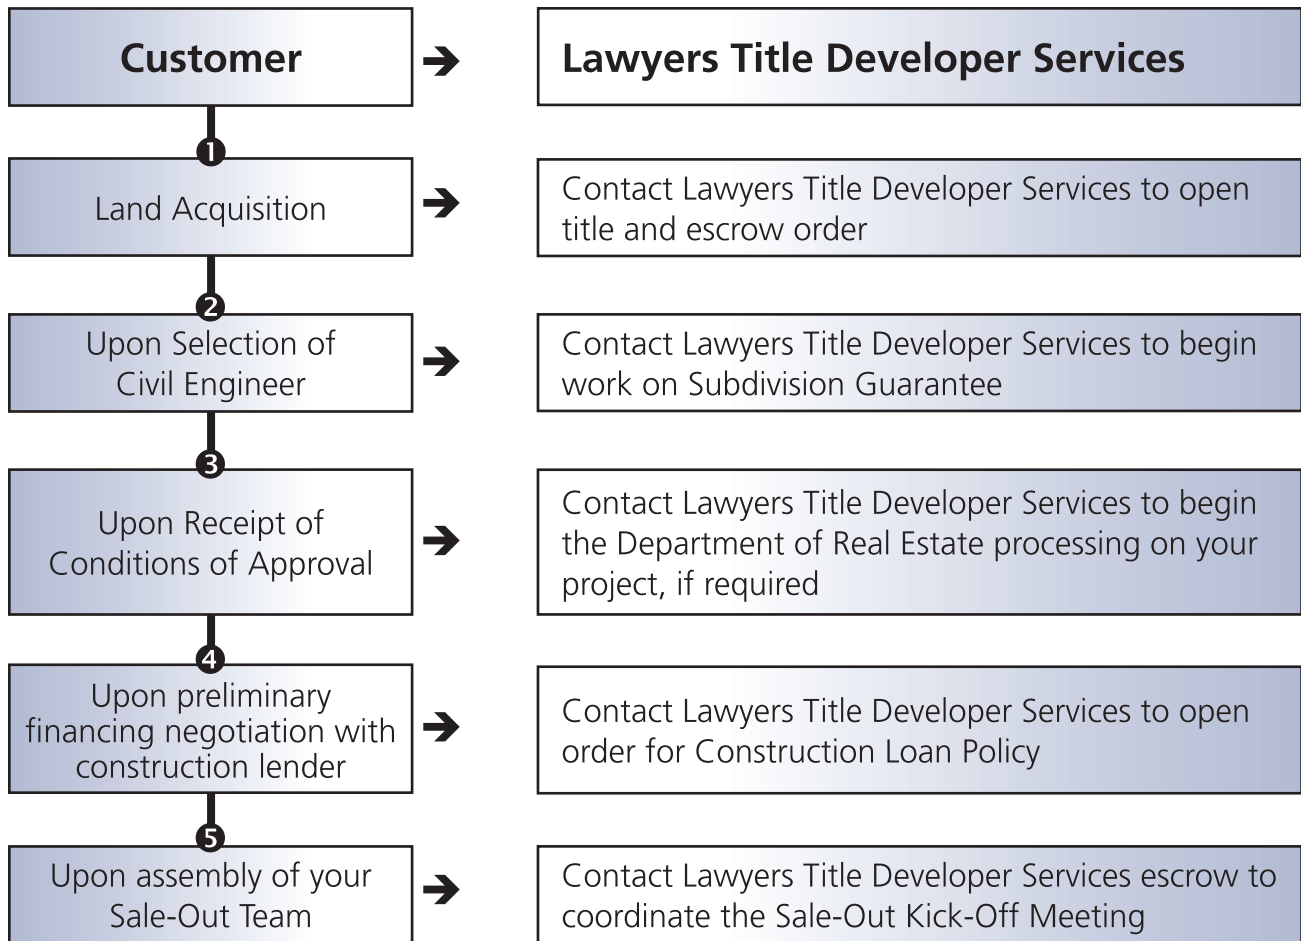 Customer
Lawyers Title Developer Services
1
Land Acquisition
Contact Lawyers Title Developer Services to open
title and escrow order
2
Upon Selection of
Civil Engineer
Contact Lawyers Title Developer Services to begin
work on Subdivision Guarantee
3
Upon Receipt of
Conditions of Approval
Contact Lawyers Title Developer Services to begin
the Department of Real Estate processing on your
project, if required
4
Upon preliminary
financing negotiation with
construction lender
Contact Lawyers Title Developer Services to open
order for Construction Loan Policy
5
Upon assembly of your
Sale-Out Team
Contact Lawyers Title Developer Services escrow to
coordinate the Sale-Out Kick-Off Meeting